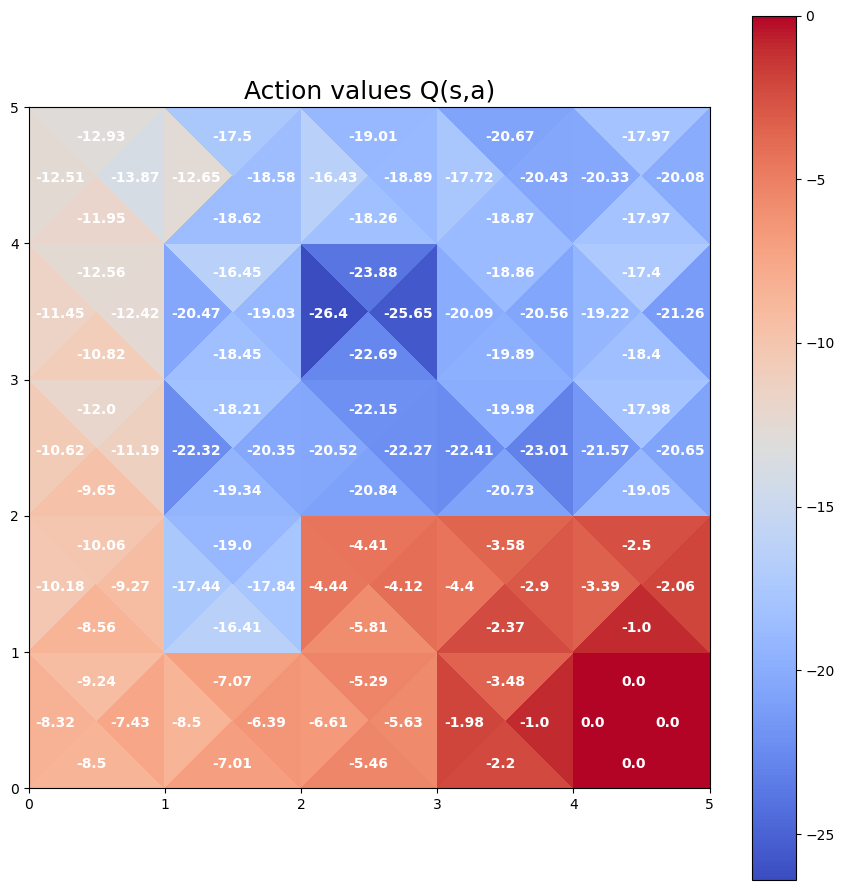 Action values Q(s,a)
0
5
-12.93 -17.5 -19.01 -20.67 -17.97
-12.51 -13.87 -12.65 -18.58 -16.43 -18.89 -17.72 -20.43 -20.33 -20.08
-5
-11.95 -18.62 -18.26 -18.87 -17.97
4
-12.56 -16.45 -23.88 -18.86 -17.4
-11.45 -12.42 -20.47 -19.03 -26.4 -25.65 -20.09 -20.56 -19.22 -21.26
-10
-10.82 -18.45 -22.69 -19.89 -18.4
3
-12.0 -18.21 -22.15 -19.98 -17.98
-10.62 -11.19 -22.32 -20.35 -20.52 -22.27 -22.41 -23.01 -21.57 -20.65
-9.65 -19.34 -20.84 -20.73 -19.05
-15
2
-10.06 -19.0 -4.41 -3.58 -2.5
-10.18 -9.27 -17.44 -17.84 -4.44 -4.12 -4.4 -2.9 -3.39 -2.06
-8.56 -16.41 -5.81 -2.37 -1.0
1
-20
-9.24 -7.07 -5.29 -3.48 0.0
-8.32 -7.43 -8.5 -6.39 -6.61 -5.63 -1.98 -1.0 0.0 0.0
-8.5 -7.01 -5.46 -2.2 0.0
0
0 1 2 3 4 5
-25